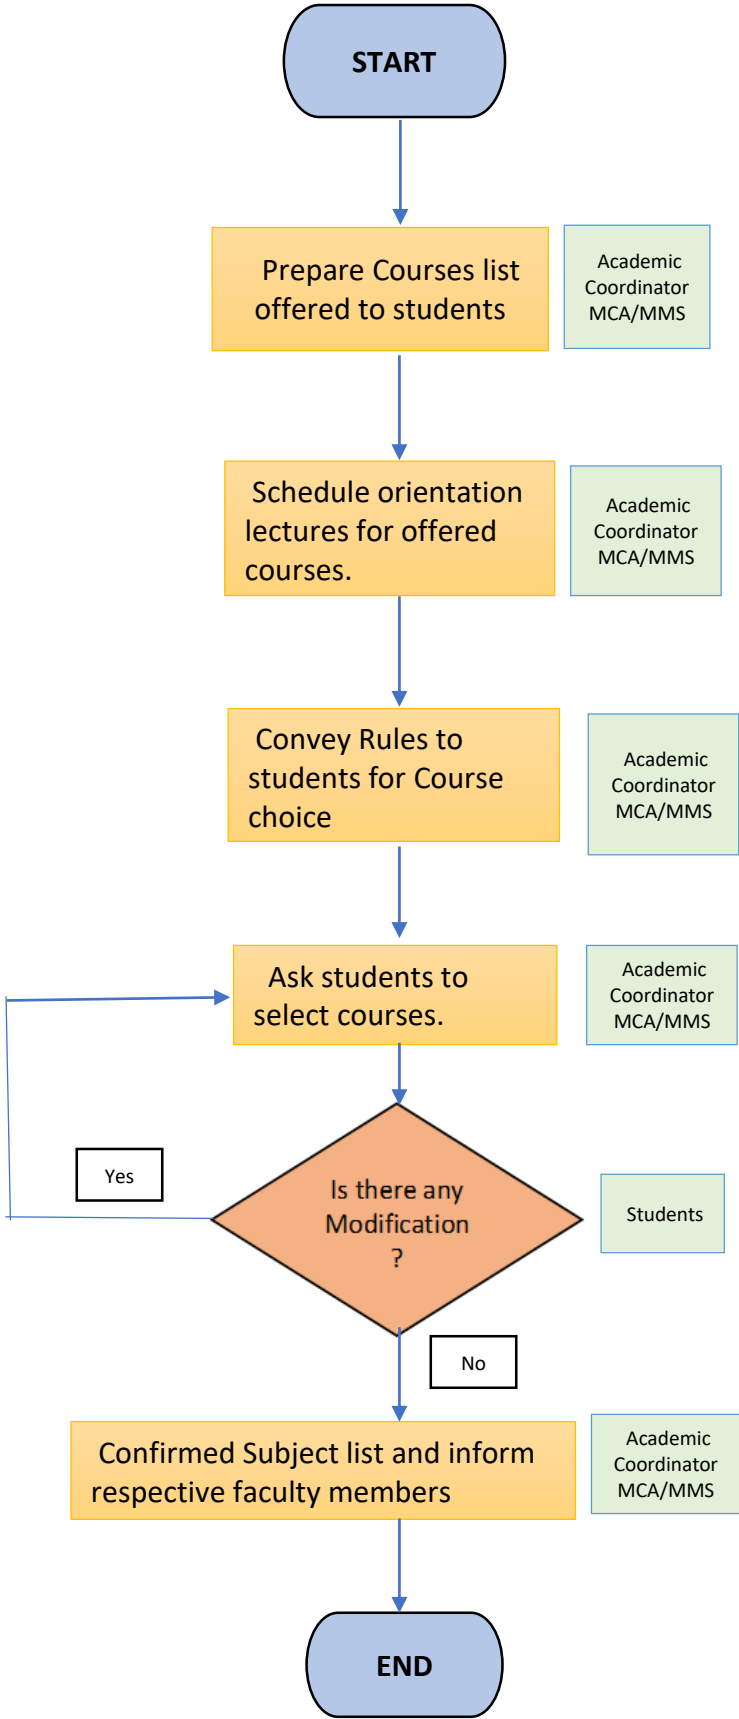 START
Prepare Courses list
offered to students
Academic
Coordinator
MCA/MMS
Schedule orientation
lectures for offered
courses.
Academic
Coordinator
MCA/MMS
Convey Rules to
students for Course
choice
Academic
Coordinator
MCA/MMS
Ask students to
select courses.
Academic
Coordinator
MCA/MMS
Yes
Is there any
Modification
?
Students
No
Confirmed Subject list and inform
respective faculty members
Academic
Coordinator
MCA/MMS
END